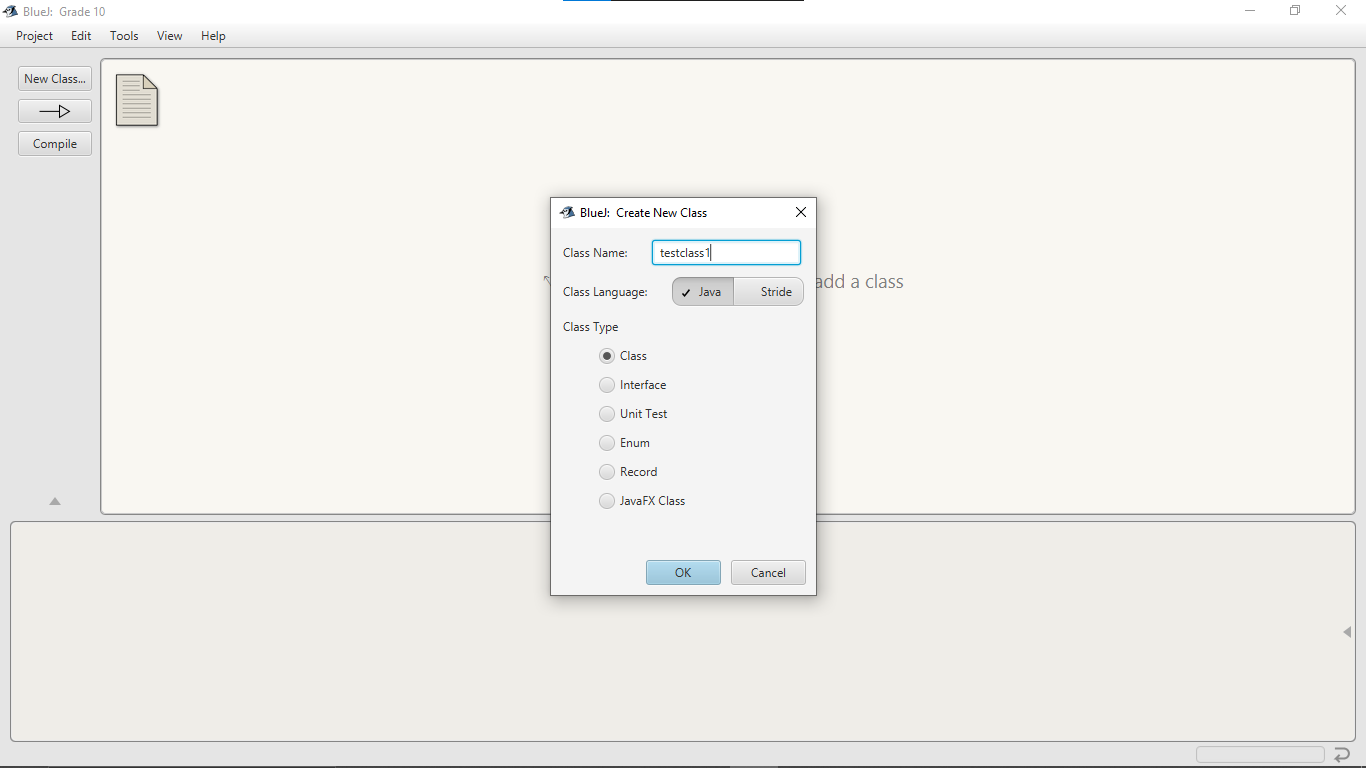 BlueJ: Grade 10
Project Edit Tools View Help
New Class...
Compile
add a class
BlueJ: Create New Class
Class Name: testclass1
Class Language: Java Stride
Class Type
Class
Interface
Unit Test
Enum
Record
JavaFX Class
OK Cancel